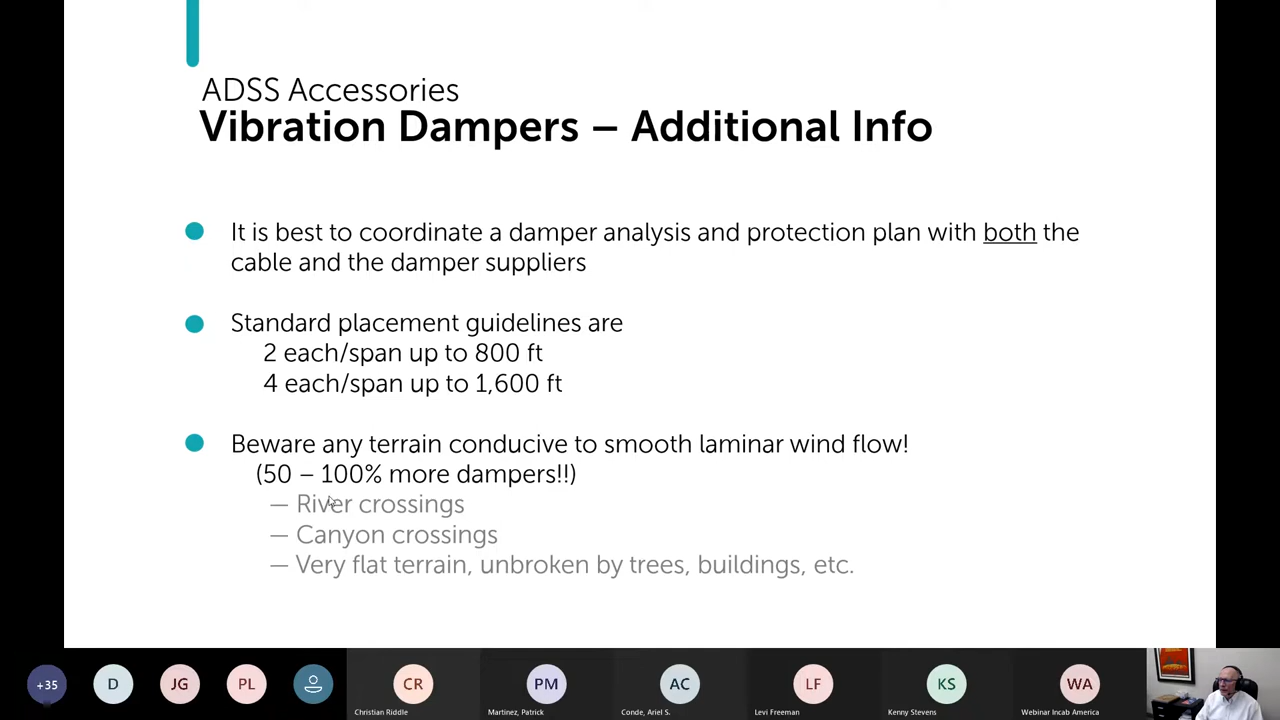 ADSS Accessories
Vibration Dampers – Additional Info
It is best to coordinate a damper analysis and protection plan with both the
cable and the damper suppliers
Standard placement guidelines are
2 each/span up to 800 ft
4 each/span up to 1,600 ft
Beware any terrain conducive to smooth laminar wind flow!
(50 – 100% more dampers!!)
— River crossings
— Canyon crossings
— Very flat terrain, unbroken by trees, buildings, etc.
+35 D JG PL CR PM AC LF KS WA
Christian Riddle Martinez, Patrick Conde, Ariel S. Levi Freeman Kenny Stevens Webinar Incab America